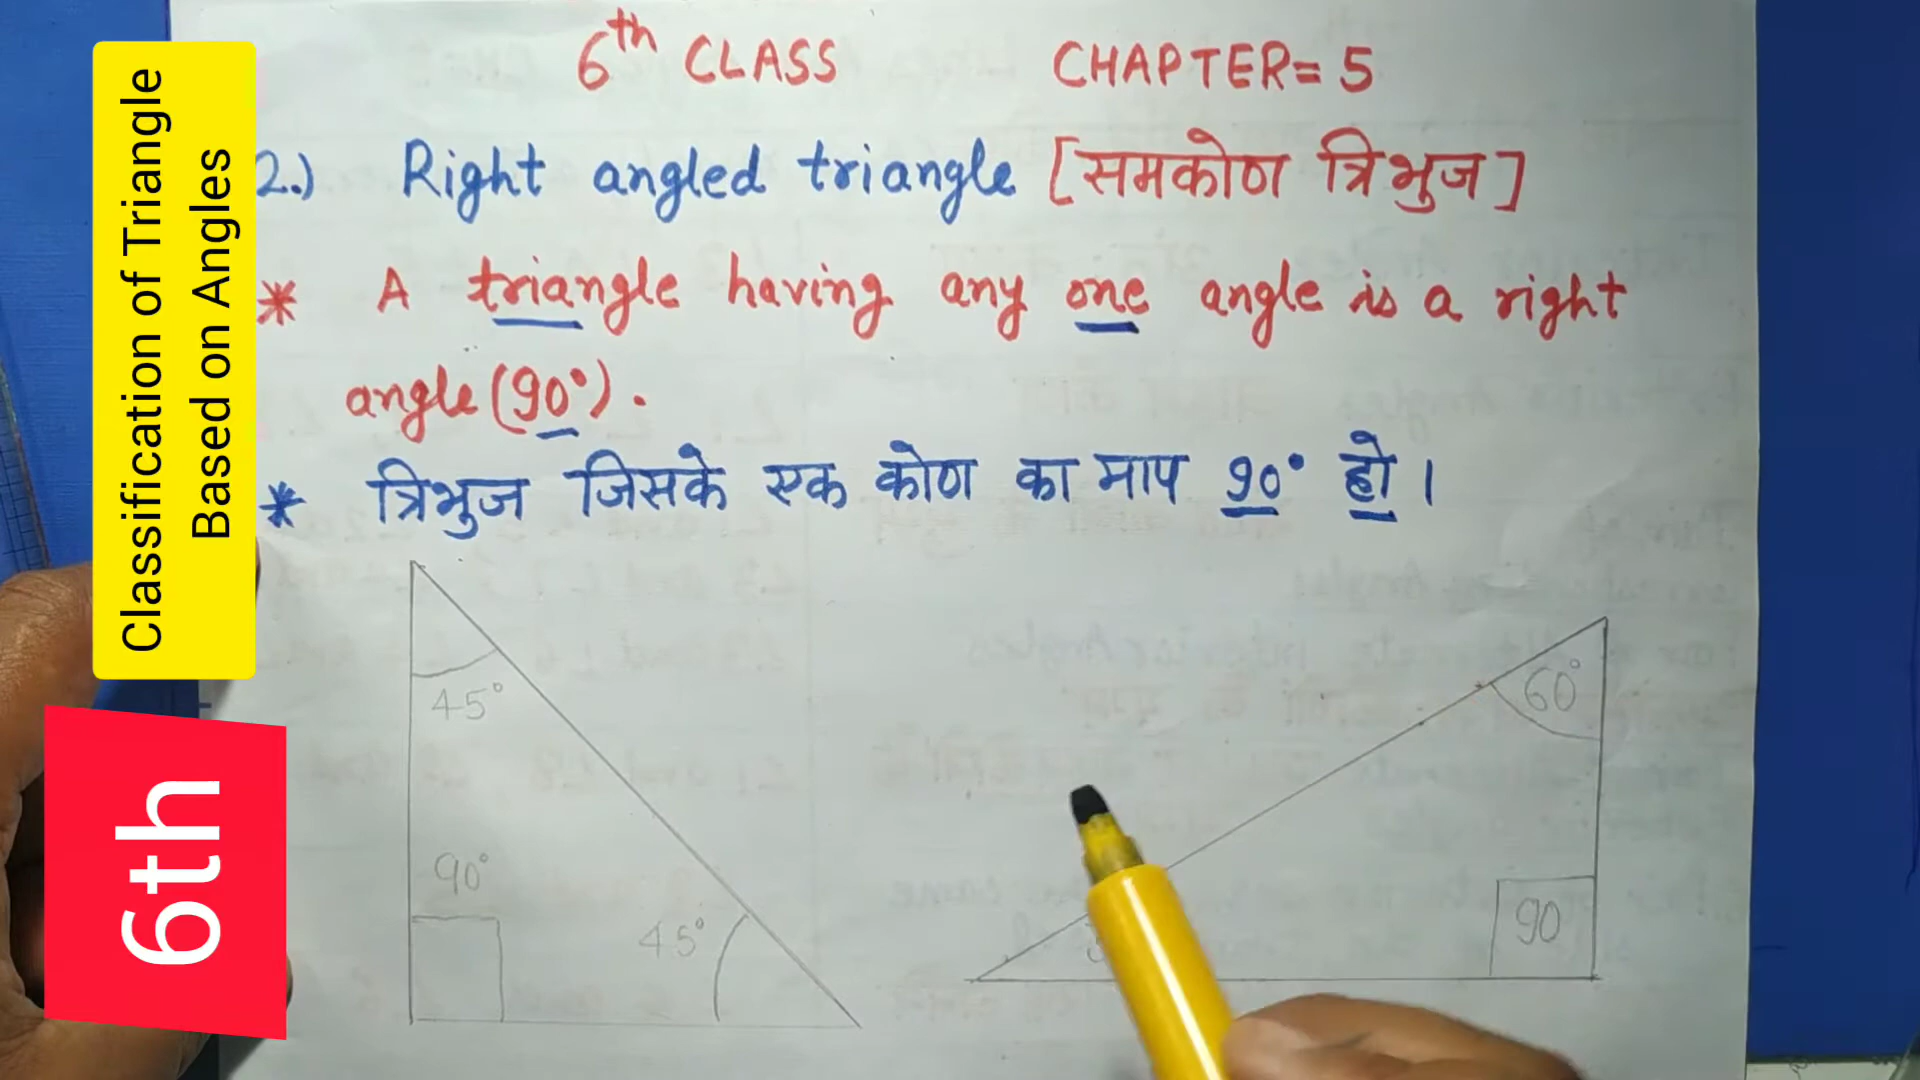 6th CLASS CHAPTER= 5
2.) Right angled triangle [समकोण त्रिभुज]
* A triangle having any one angle is a right
angle (90°).
* त्रिभुज जिसके एक कोण का माप 90° हो।
Classification of Triangle
Based on Angles
6th
45°
90°
45°
60°
90